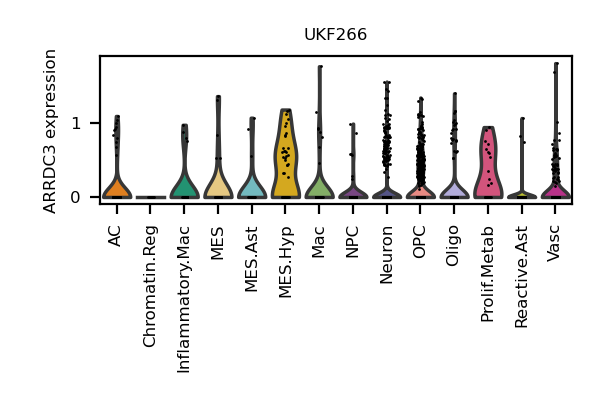 UKF266
ARRDC3 expression
1
0
AC
Chromatin.Reg
Inflammatory.Mac
MES
MES.Ast
MES.Hyp
Mac
NPC
Neuron
OPC
Oligo
Prolif.Metab
Reactive.Ast
Vasc